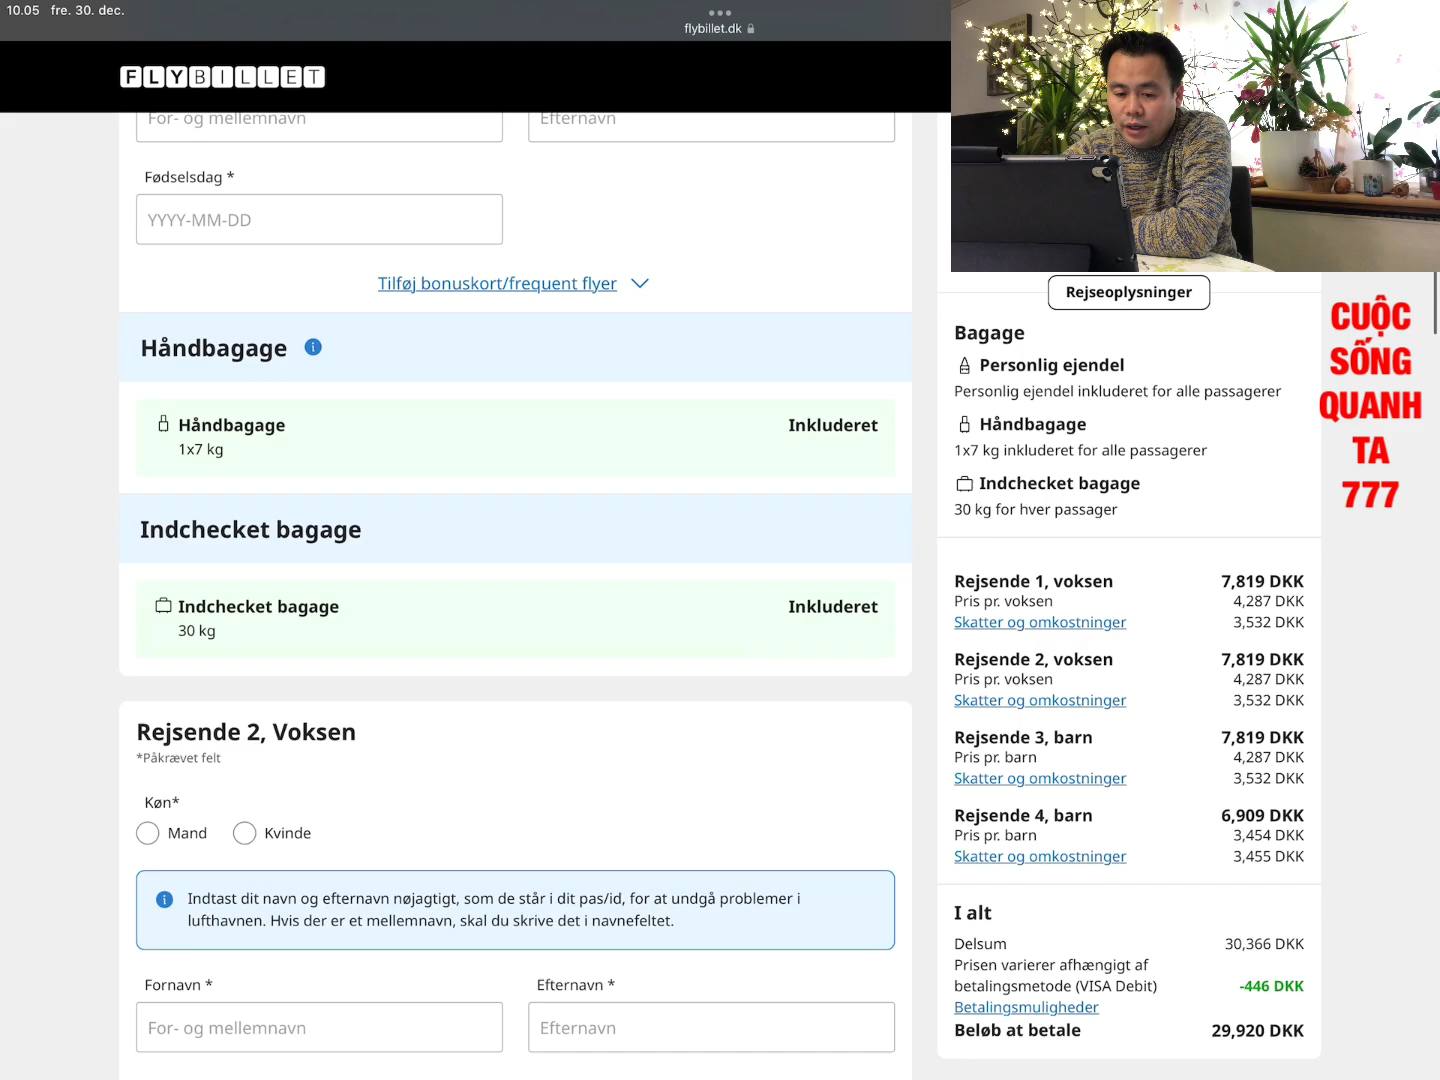 10.05 fre. 30. dec.
flybillet.dk
FLYBILLET
For- og mellemnavn
Efternavn
Fødselsdag *
YYYY-MM-DD
Tilføj bonuskort/frequent flyer
Håndbagage
Håndbagage
Inkluderet
1x7 kg
Indchecket bagage
Indchecket bagage
Inkluderet
30 kg
Rejsende 2, Voksen
*Påkrævet felt
Køn*
Mand
Kvinde
Indtast dit navn og efternavn nøjagtigt, som de står i dit pas/id, for at undgå problemer i
lufthavnen. Hvis der er et mellemnavn, skal du skrive det i navnefeltet.
Fornavn *
Efternavn *
For- og mellemnavn
Efternavn
Rejseoplysninger
Bagage
Personlig ejendel
Personlig ejendel inkluderet for alle passagerer
Håndbagage
1x7 kg inkluderet for alle passagerer
Indchecket bagage
30 kg for hver passager
Rejsende 1, voksen 7,819 DKK
Pris pr. voksen 4,287 DKK
Skatter og omkostninger 3,532 DKK
Rejsende 2, voksen 7,819 DKK
Pris pr. voksen 4,287 DKK
Skatter og omkostninger 3,532 DKK
Rejsende 3, barn 7,819 DKK
Pris pr. barn 4,287 DKK
Skatter og omkostninger 3,532 DKK
Rejsende 4, barn 6,909 DKK
Pris pr. barn 3,454 DKK
Skatter og omkostninger 3,455 DKK
I alt
Delsum 30,366 DKK
Prisen varierer afhængigt af
betalingsmetode (VISA Debit) -446 DKK
Betalingsmuligheder
Beløb at betale 29,920 DKK
CUỘC
SỐNG
QUANH
TA
777